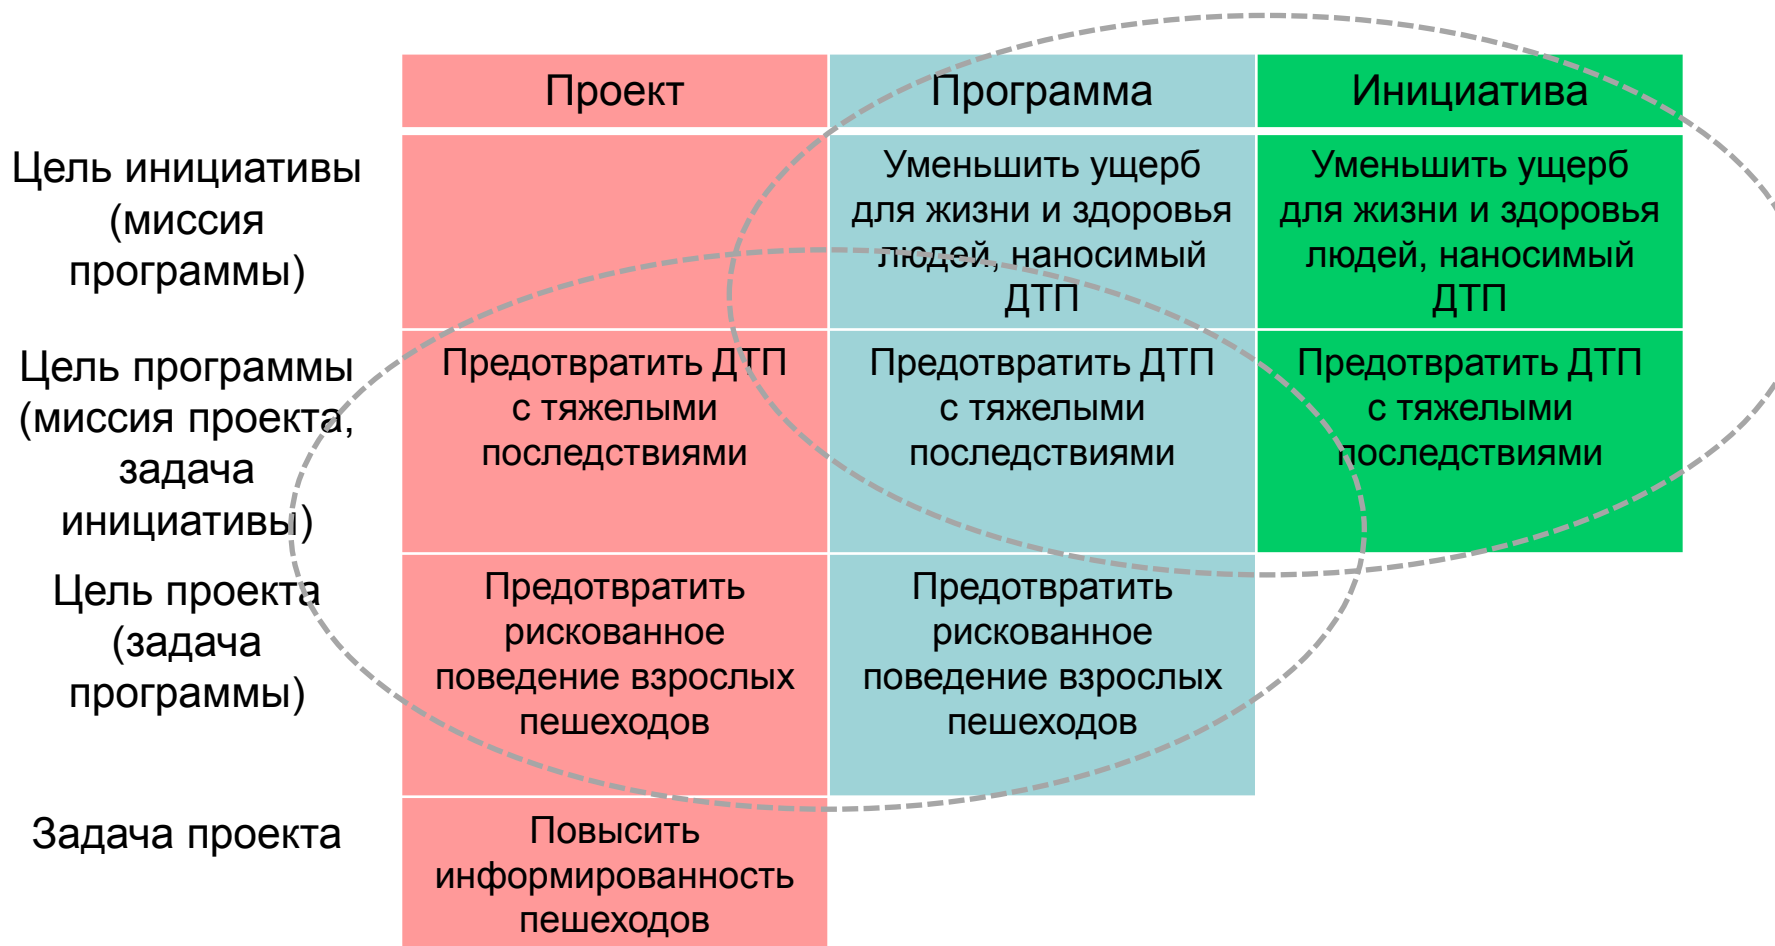 Проект
Программа
Инициатива
Цель инициативы
(миссия
программы)
Уменьшить ущерб
для жизни и здоровья
людей, наносимый
ДТП
Уменьшить ущерб
для жизни и здоровья
людей, наносимый
ДТП
Цель программы
(миссия проекта,
задача
инициативы)
Предотвратить ДТП
с тяжелыми
последствиями
Предотвратить ДТП
с тяжелыми
последствиями
Предотвратить ДТП
с тяжелыми
последствиями
Цель проекта
(задача
программы)
Предотвратить
рискованное
поведение взрослых
пешеходов
Предотвратить
рискованное
поведение взрослых
пешеходов
Задача проекта
Повысить
информированность
пешеходов